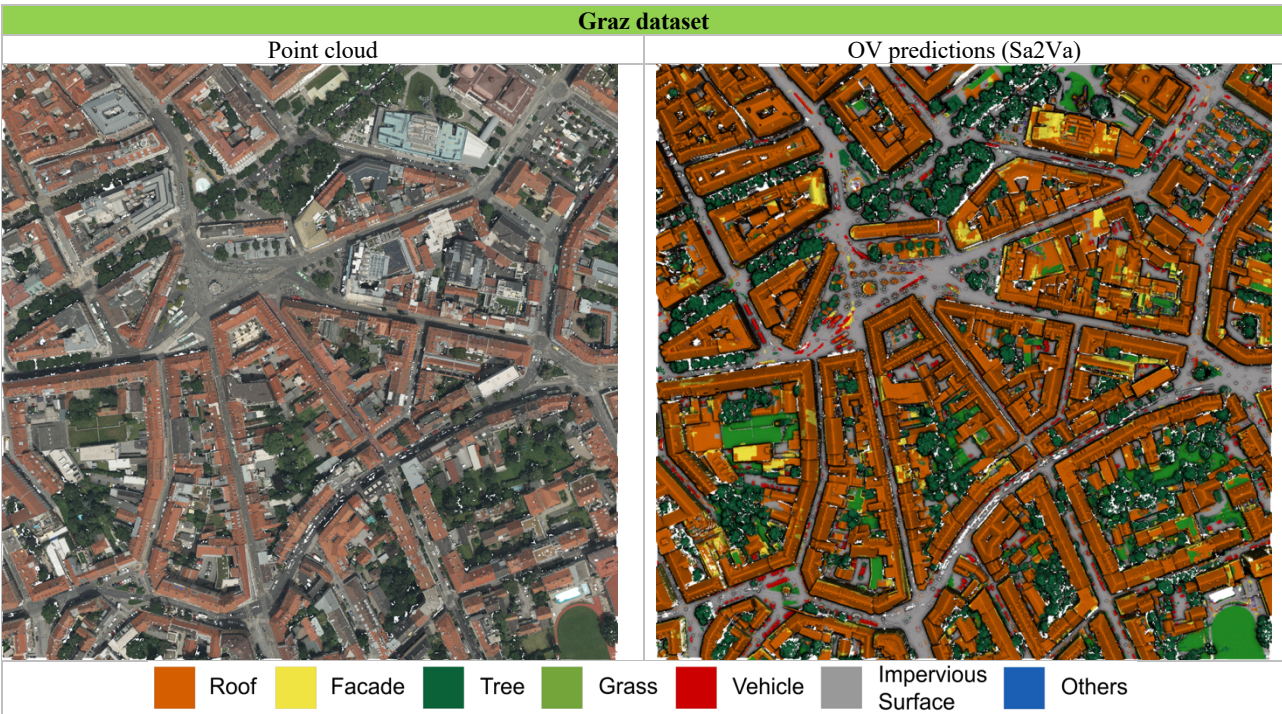 Graz dataset
Point cloud
OV predictions (Sa2Va)
Roof
Facade
Tree
Grass
Vehicle
Impervious
Surface
Others